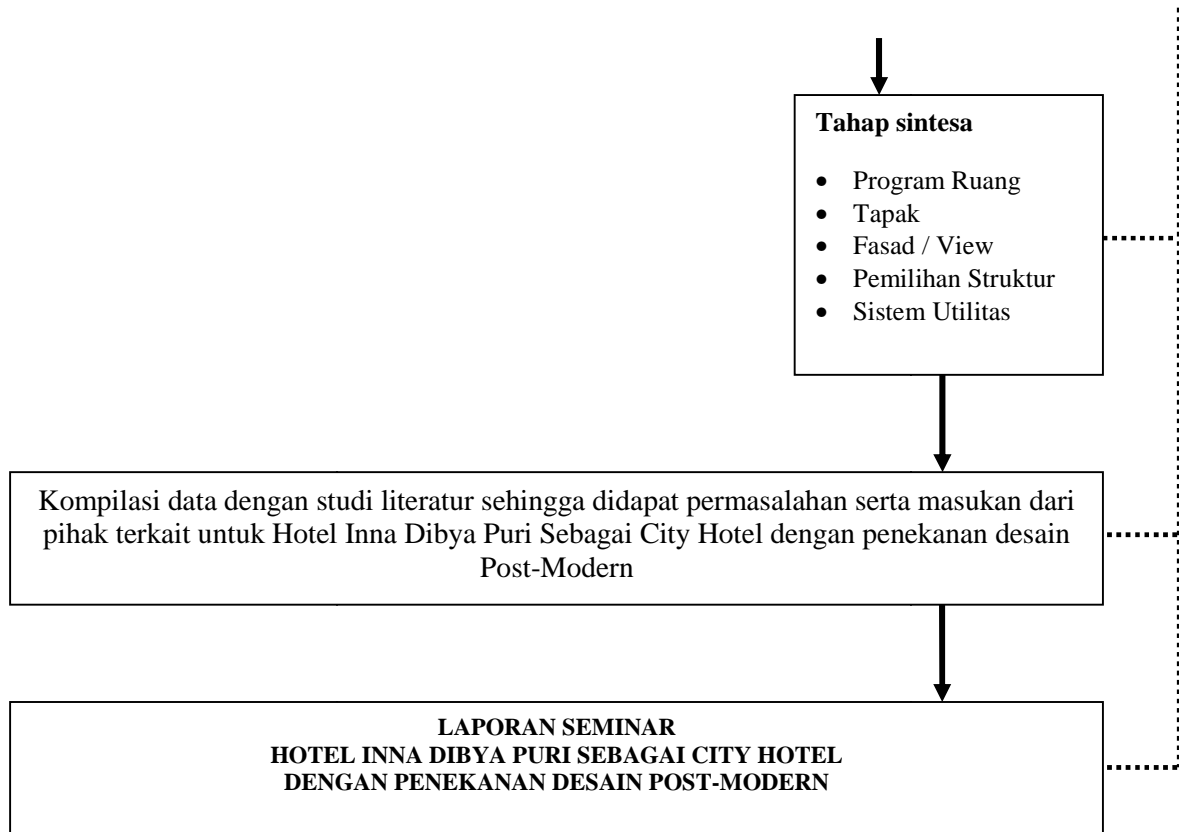 Tahap sintesa
• Program Ruang
• Tapak
• Fasad / View
• Pemilihan Struktur
• Sistem Utilitas
Kompilasi data dengan studi literatur sehingga didapat permasalahan serta masukan dari
pihak terkait untuk Hotel Inna Dibya Puri Sebagai City Hotel dengan penekanan desain
Post-Modern
LAPORAN SEMINAR
HOTEL INNA DIBYA PURI SEBAGAI CITY HOTEL
DENGAN PENEKANAN DESAIN POST-MODERN